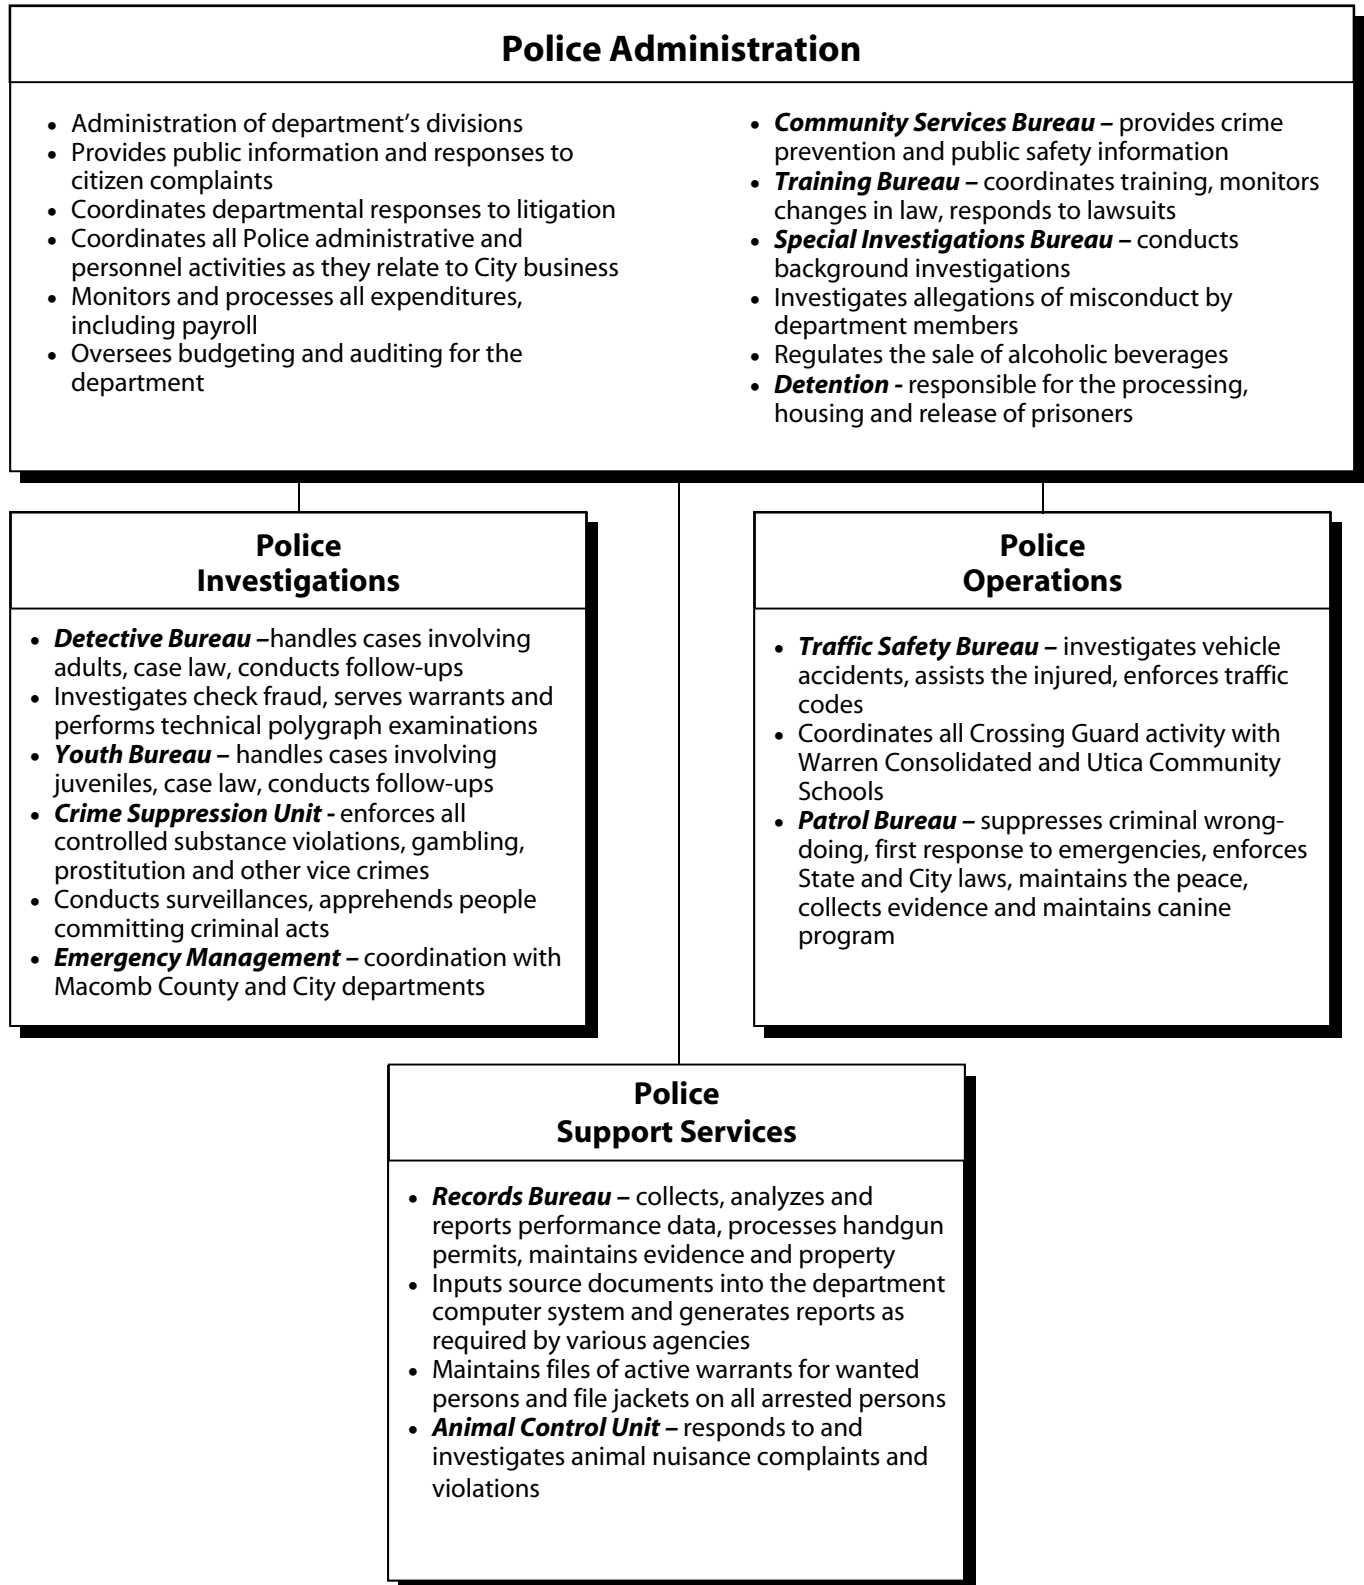 Police Administration
• Administration of department’s divisions
• Provides public information and responses to
citizen complaints
• Coordinates departmental responses to litigation
• Coordinates all Police administrative and
personnel activities as they relate to City business
• Monitors and processes all expenditures,
including payroll
• Oversees budgeting and auditing for the
department
• Community Services Bureau – provides crime
prevention and public safety information
• Training Bureau – coordinates training, monitors
changes in law, responds to lawsuits
• Special Investigations Bureau – conducts
background investigations
• Investigates allegations of misconduct by
department members
• Regulates the sale of alcoholic beverages
• Detention - responsible for the processing,
housing and release of prisoners
Police
Investigations
• Detective Bureau –handles cases involving
adults, case law, conducts follow-ups
• Investigates check fraud, serves warrants and
performs technical polygraph examinations
• Youth Bureau – handles cases involving
juveniles, case law, conducts follow-ups
• Crime Suppression Unit - enforces all
controlled substance violations, gambling,
prostitution and other vice crimes
• Conducts surveillances, apprehends people
committing criminal acts
• Emergency Management – coordination with
Macomb County and City departments
Police
Operations
• Traffic Safety Bureau – investigates vehicle
accidents, assists the injured, enforces traffic
codes
• Coordinates all Crossing Guard activity with
Warren Consolidated and Utica Community
Schools
• Patrol Bureau – suppresses criminal wrong-
doing, first response to emergencies, enforces
State and City laws, maintains the peace,
collects evidence and maintains canine
program
Police
Support Services
• Records Bureau – collects, analyzes and
reports performance data, processes handgun
permits, maintains evidence and property
• Inputs source documents into the department
computer system and generates reports as
required by various agencies
• Maintains files of active warrants for wanted
persons and file jackets on all arrested persons
• Animal Control Unit – responds to and
investigates animal nuisance complaints and
violations